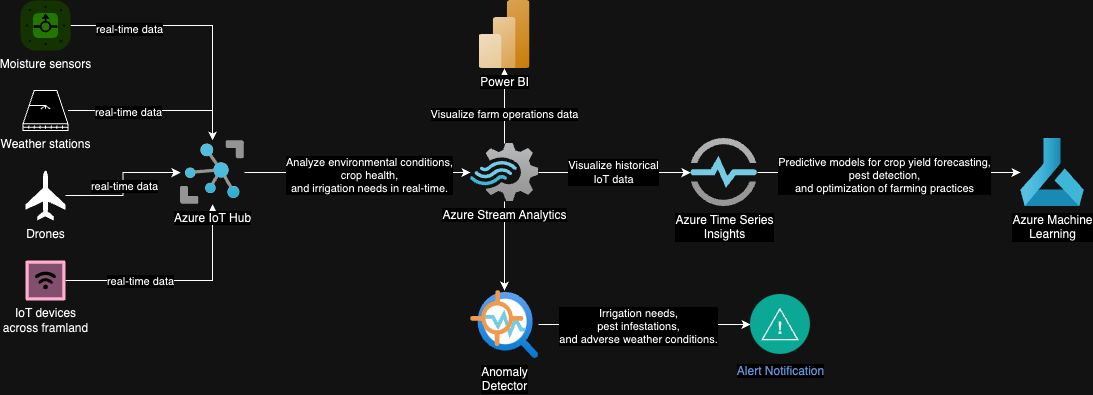 real-time data
Moisture sensors
real-time data
Weather stations
real-time data
Drones
real-time data
IoT devices
across framland
Azure IoT Hub
Analyze environmental conditions,
crop health,
and irrigation needs in real-time.
Power BI
Visualize farm operations data
Azure Stream Analytics
Visualize historical
IoT data
Azure Time Series
Insights
Predictive models for crop yield forecasting,
pest detection,
and optimization of farming practices
Azure Machine
Learning
Anomaly
Detector
Irrigation needs,
pest infestations,
and adverse weather conditions.
Alert Notification